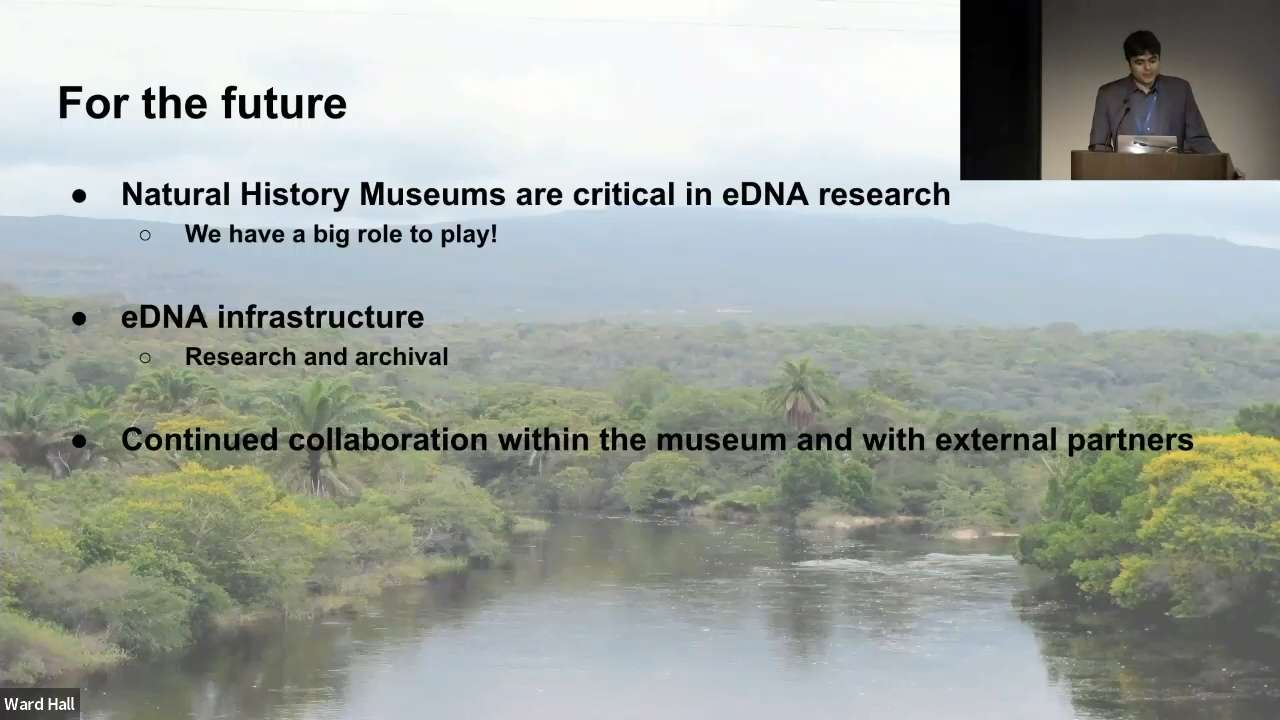 For the future
● Natural History Museums are critical in eDNA research
○ We have a big role to play!
● eDNA infrastructure
○ Research and archival
● Continued collaboration within the museum and with external partners
Ward Hall